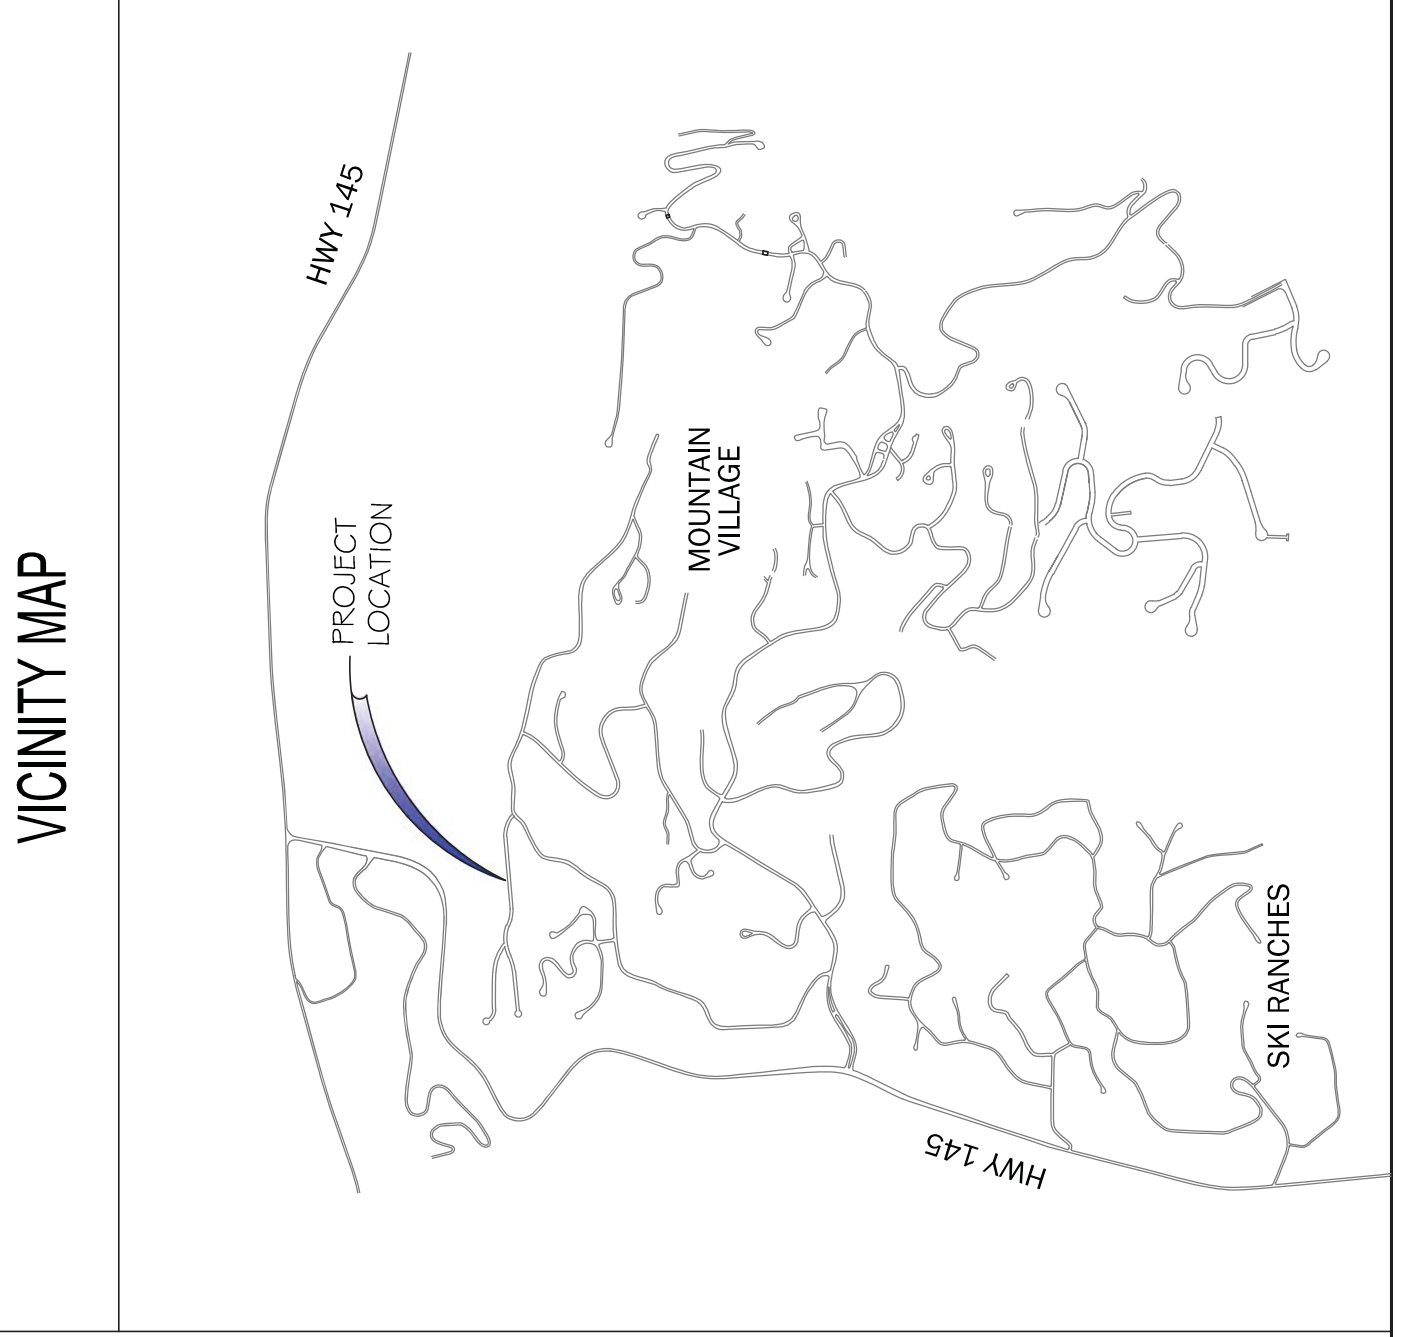 VICINITY MAP
HWY 145
PROJECT
LOCATION
MOUNTAIN
VILLAGE
SKI RANCHES
HWY 145